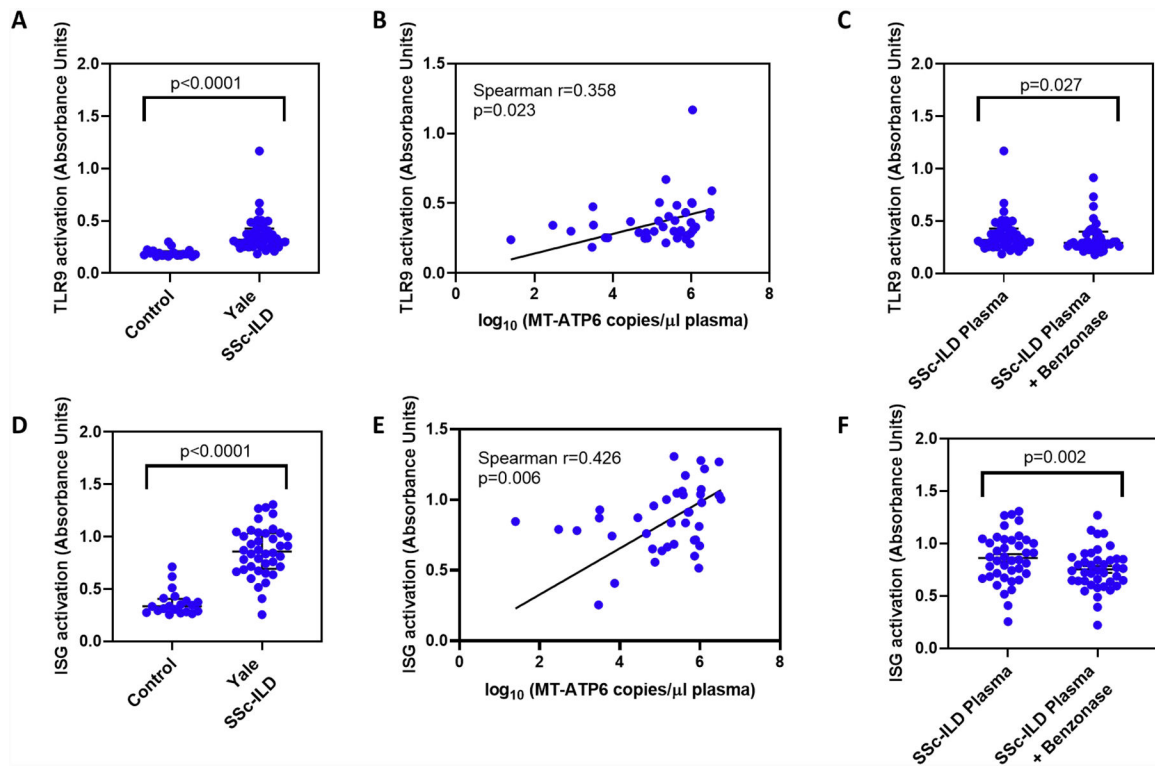 A
TLR9 activation (Absorbance Units)
2.0
1.5
1.0
0.5
0.0
p<0.0001
Control
Yale
SSc-ILD
B
TLR9 activation (Absorbance Units)
1.5
1.0
0.5
0.0
Spearman r=0.358
p=0.023
0 2 4 6 8
log10 (MT-ATP6 copies/μl plasma)
C
TLR9 activation (Absorbance Units)
2.0
1.5
1.0
0.5
0.0
p=0.027
SSc-ILD Plasma
SSc-ILD Plasma
+ Benzonase
D
ISG activation (Absorbance Units)
2.0
1.5
1.0
0.5
0.0
p<0.0001
Control
Yale
SSc-ILD
E
ISG activation (Absorbance Units)
1.5
1.0
0.5
0.0
Spearman r=0.426
p=0.006
0 2 4 6 8
log10 (MT-ATP6 copies/μl plasma)
F
ISG activation (Absorbance Units)
2.0
1.5
1.0
0.5
0.0
p=0.002
SSc-ILD Plasma
SSc-ILD Plasma
+ Benzonase